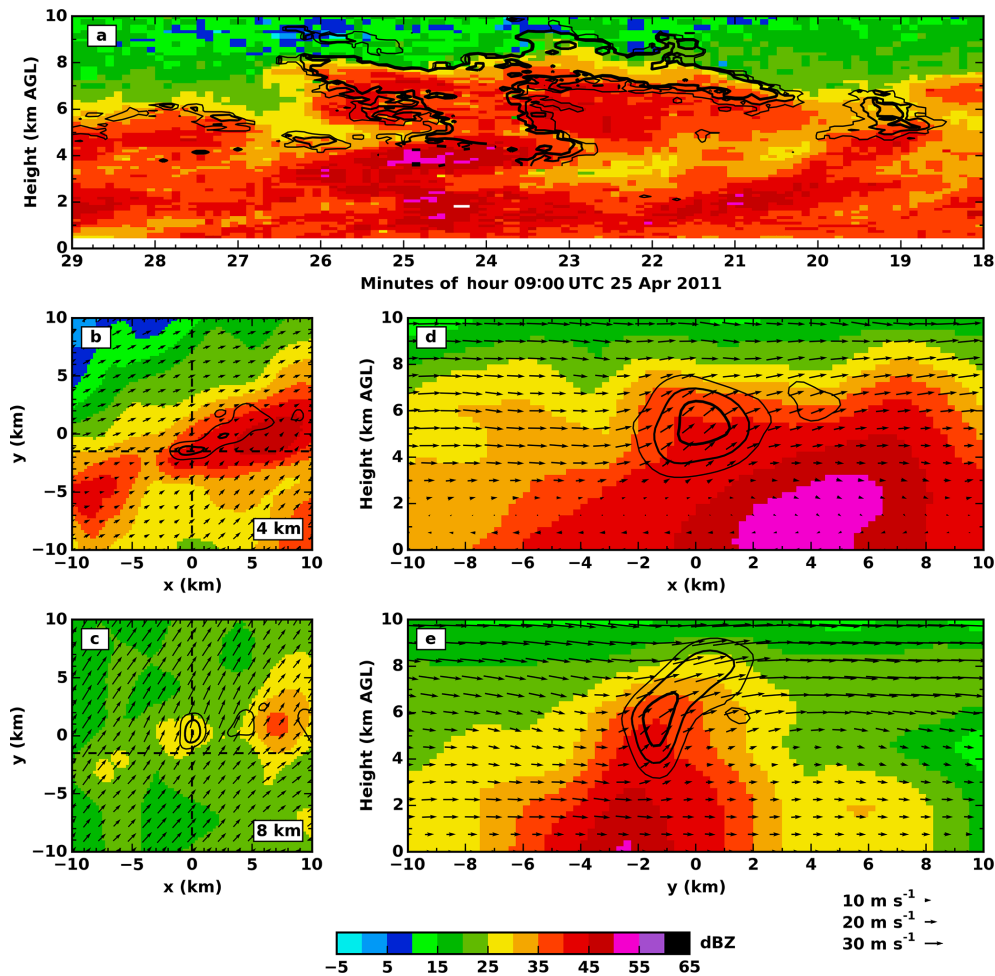 a
10
8
6
4
2
0
Height (km AGL)
29 28 27 26 25 24 23 22 21 20 19 18
Minutes of hour 09:00 UTC 25 Apr 2011
b
10
5
0
−5
−10
y (km)
4 km
−10 −5 0 5 10
x (km)
d
10
8
6
4
2
0
Height (km AGL)
−10 −8 −6 −4 −2 0 2 4 6 8 10
x (km)
c
10
5
0
−5
−10
y (km)
8 km
−10 −5 0 5 10
x (km)
e
10
8
6
4
2
0
Height (km AGL)
−10 −8 −6 −4 −2 0 2 4 6 8 10
y (km)
10 m s⁻¹
20 m s⁻¹
30 m s⁻¹
dBZ
−5 5 15 25 35 45 55 65